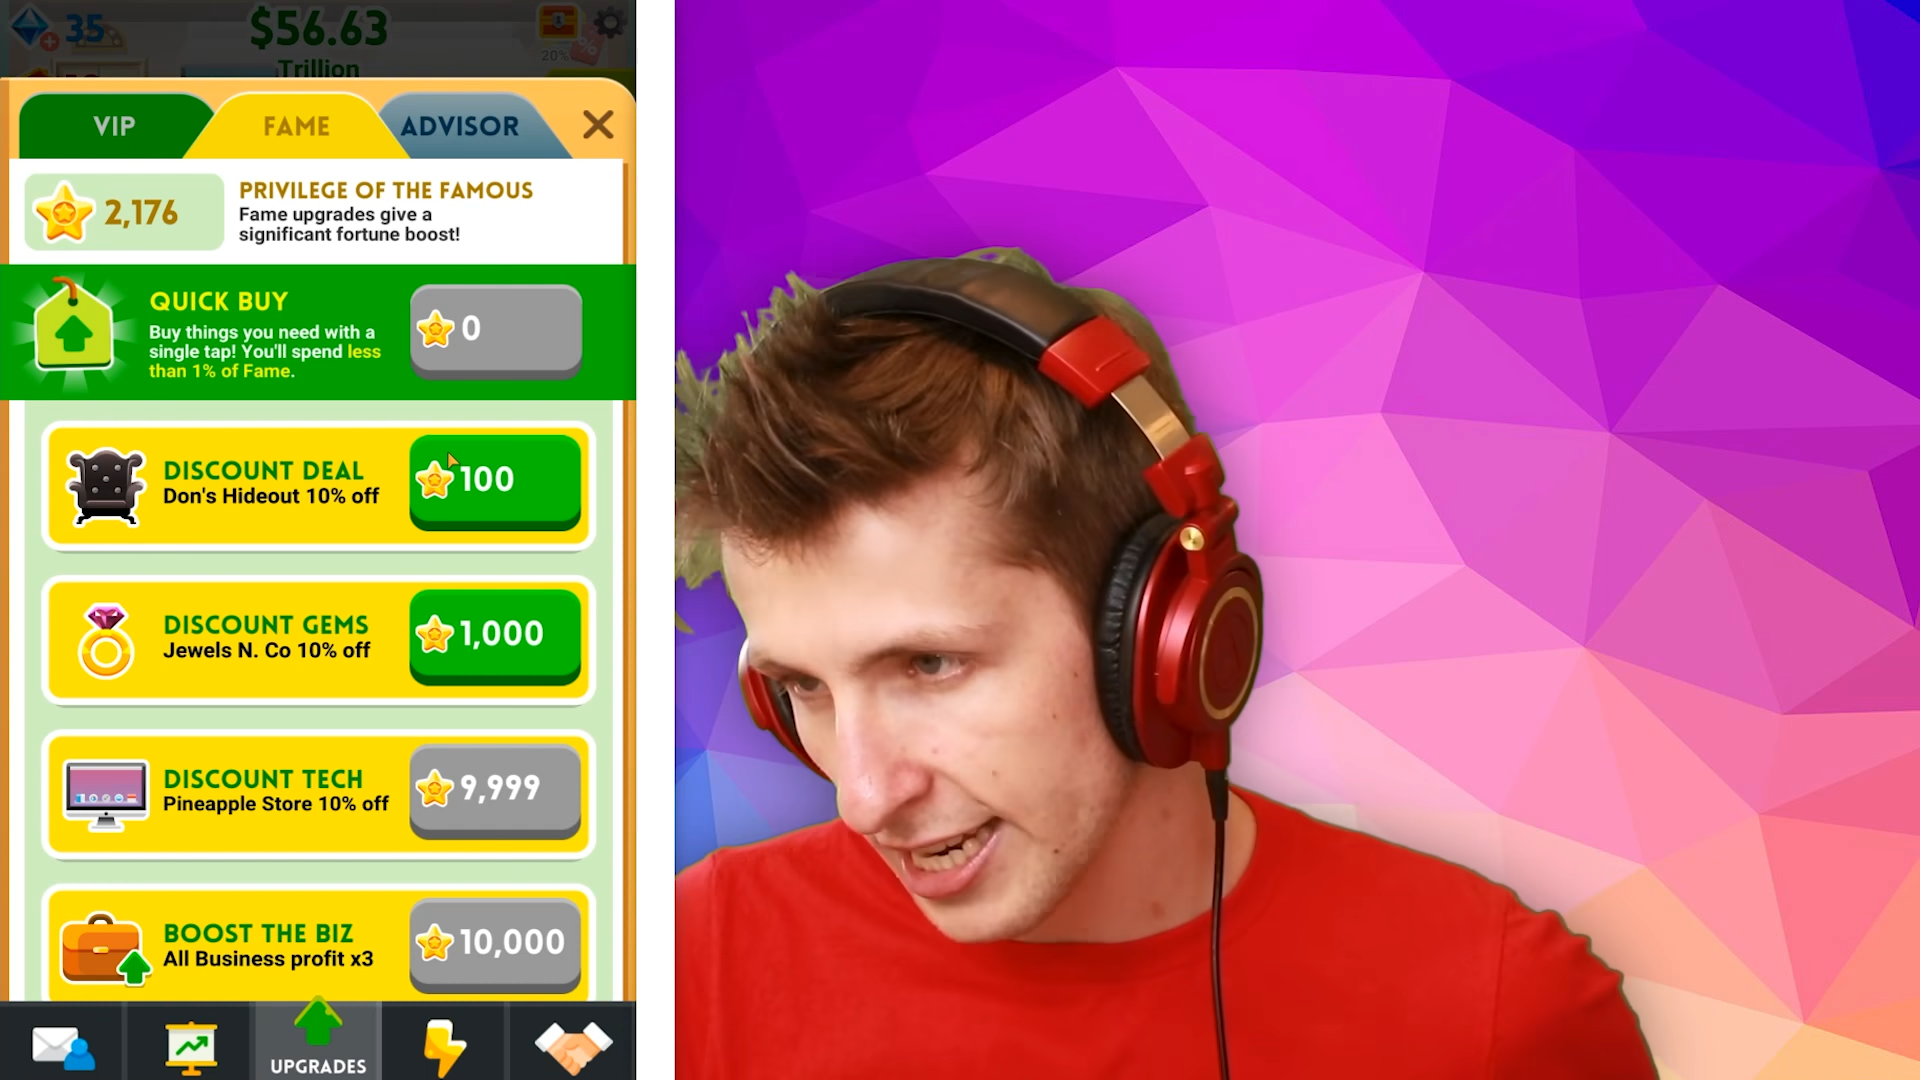 35
$56.63
Trillion
20%
%
VIP
FAME
ADVISOR
2,176
PRIVILEGE OF THE FAMOUS
Fame upgrades give a
significant fortune boost!
QUICK BUY
Buy things you need with a
single tap! You'll spend less
than 1% of Fame.
0
DISCOUNT DEAL
Don's Hideout 10% off
100
DISCOUNT GEMS
Jewels N. Co 10% off
1,000
DISCOUNT TECH
Pineapple Store 10% off
9,999
BOOST THE BIZ
All Business profit x3
10,000
UPGRADES